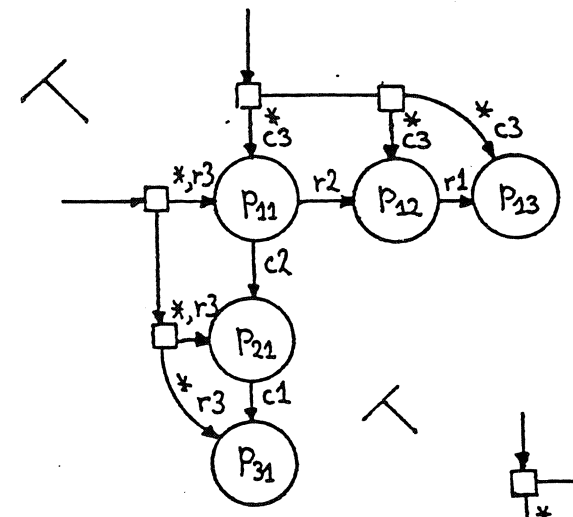 * * *
c3 c3 c3
*,r3 r2 r1
P11 P12 P13
c2
*,r3
P21
* r3 c1
P31
*